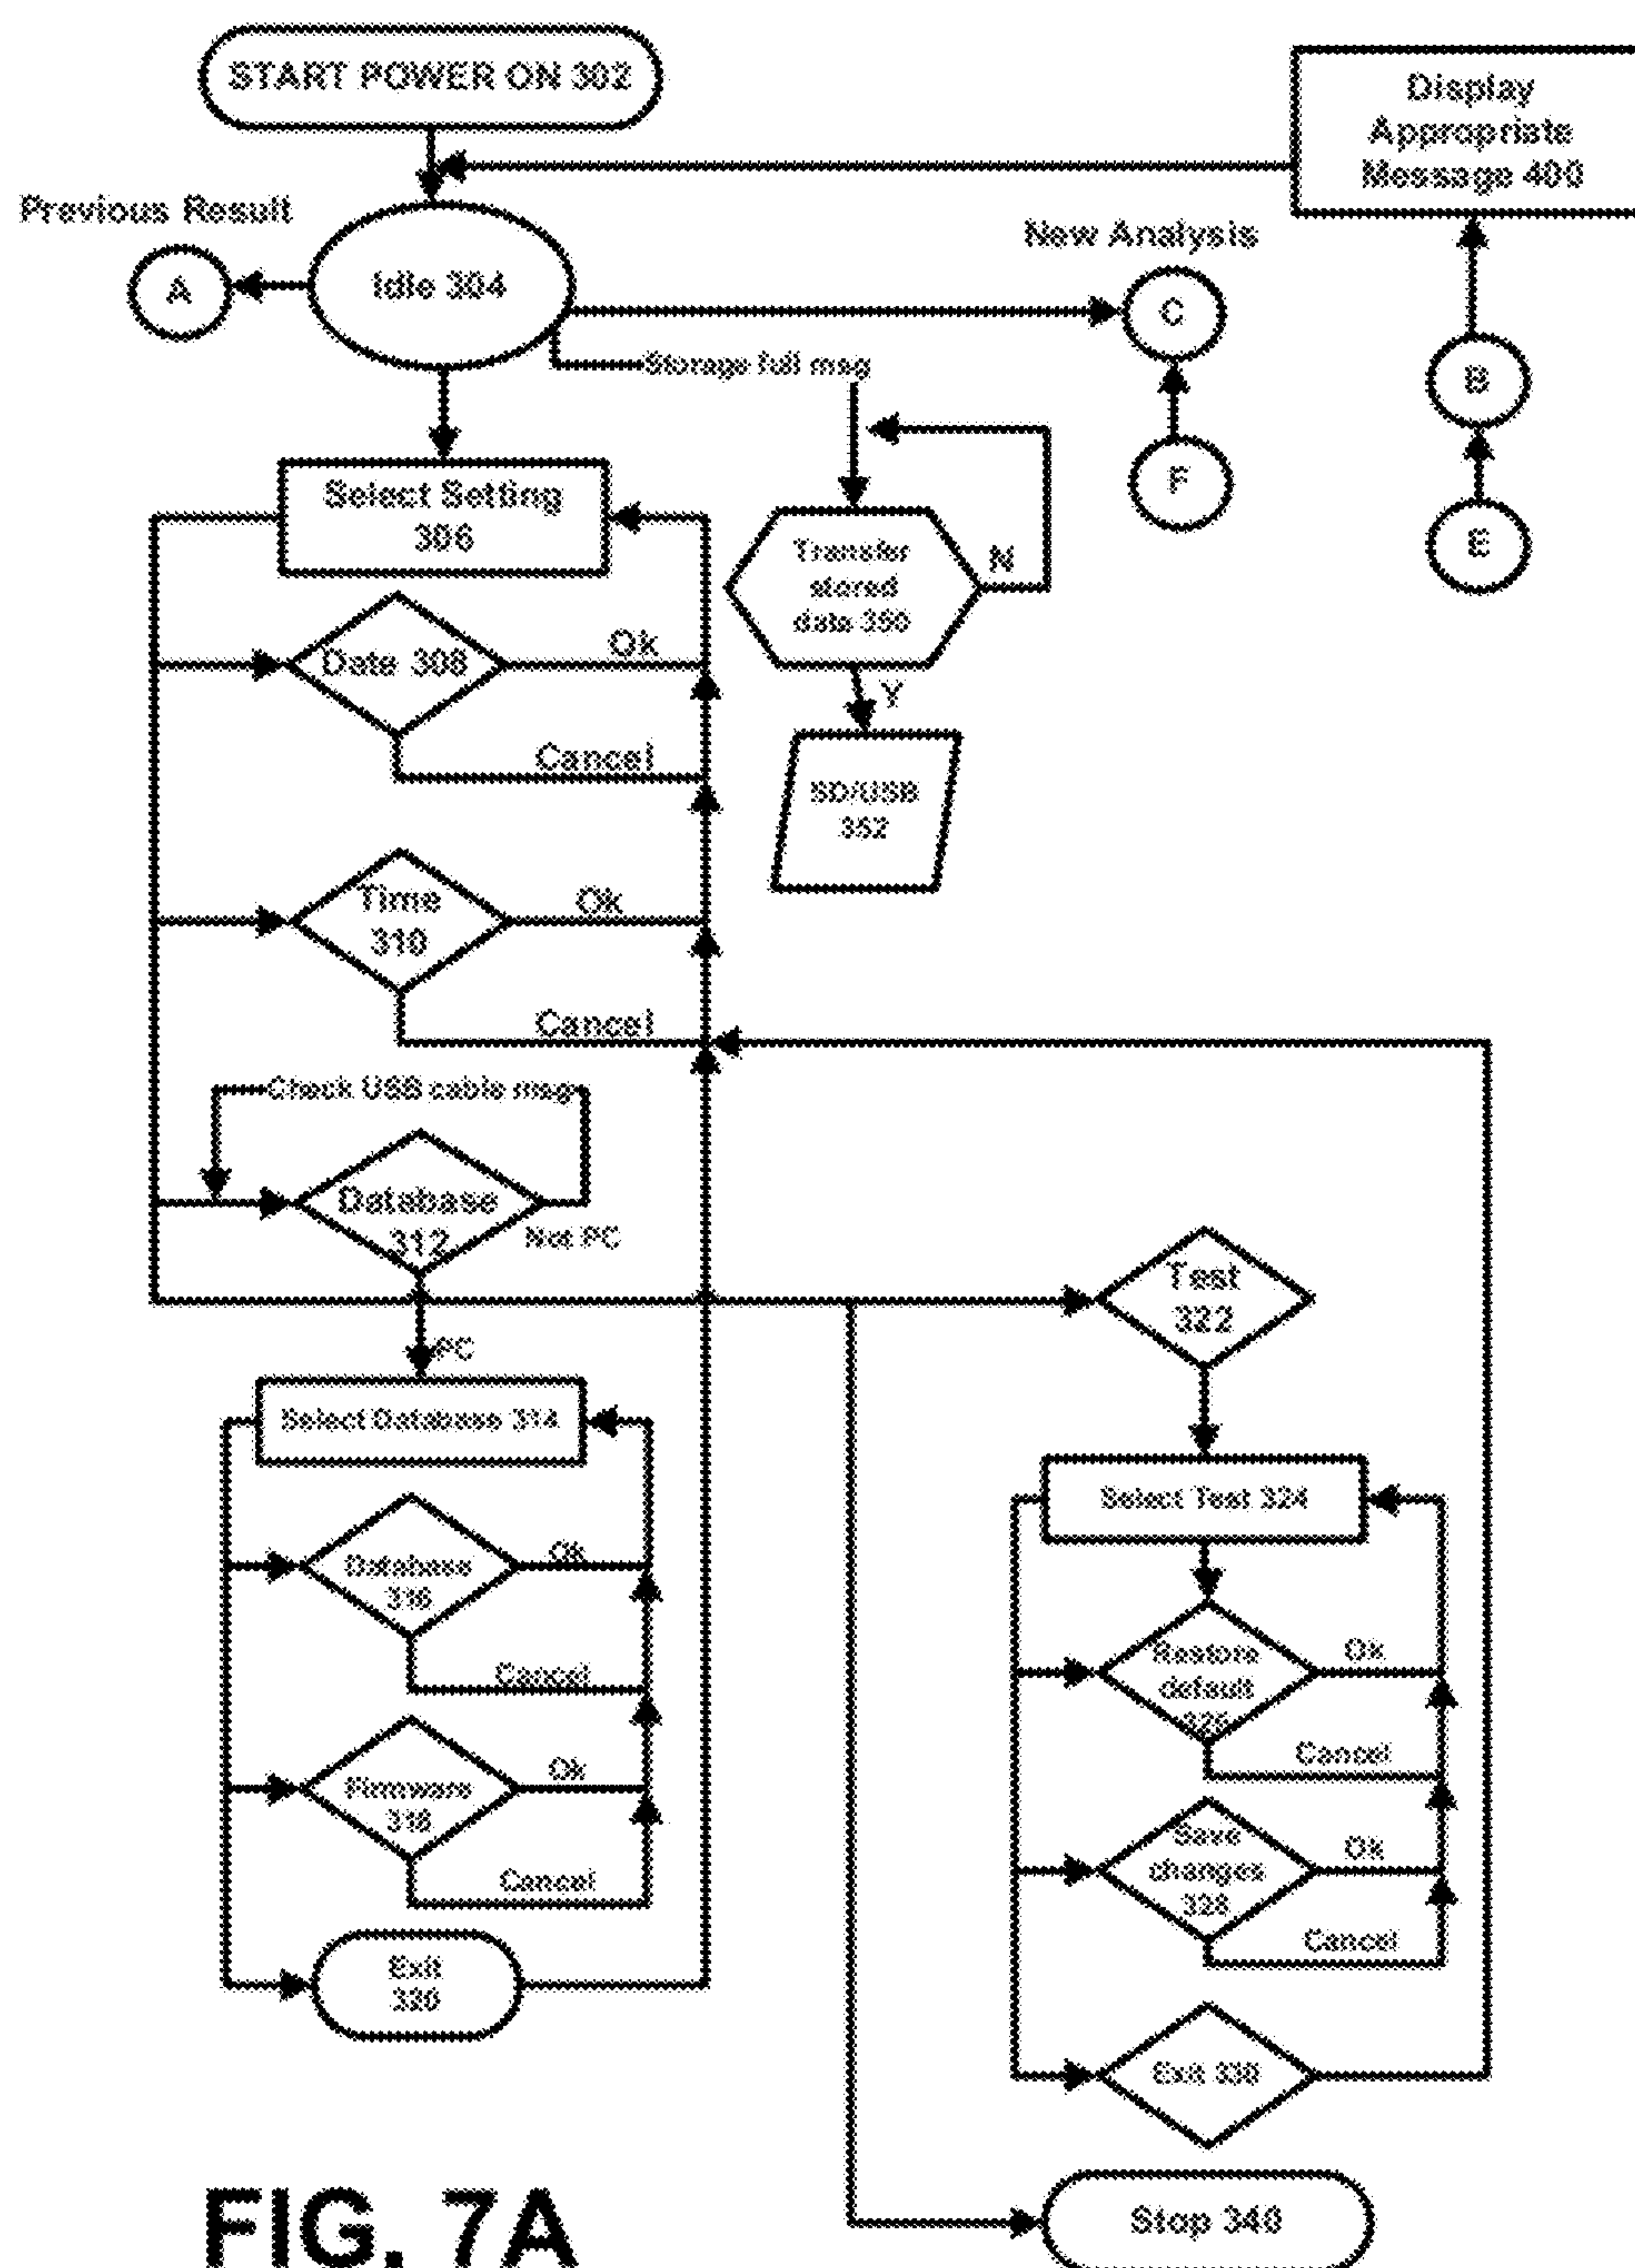 START POWER ON 302
Display
Appropriate
Message 400
Previous Result
New Analysis
A
Idle 304
C
Storage full msg
B
F
E
Select Setting
306
Transfer
stored
data 350
N
Date 308
Ok
Y
Cancel
SD/USB
352
Time
310
Ok
Cancel
Check USB cable msg
Database
312
Not PC
Test
322
PC
Select Database 314
Select Test 324
Database
316
Ok
Cancel
Restore
default
326
Ok
Cancel
Firmware
318
Ok
Cancel
Save
changes
328
Ok
Cancel
Exit
320
Exit 330
Stop 340
FIG. 7A